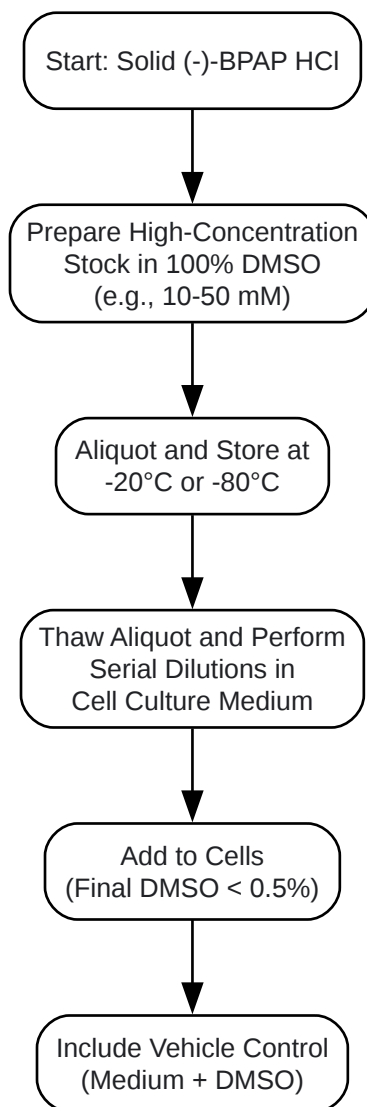 Start: Solid (-)-BPAP HCl
Prepare High-Concentration
Stock in 100% DMSO
(e.g., 10-50 mM)
Aliquot and Store at
-20°C or -80°C
Thaw Aliquot and Perform
Serial Dilutions in
Cell Culture Medium
Add to Cells
(Final DMSO < 0.5%)
Include Vehicle Control
(Medium + DMSO)